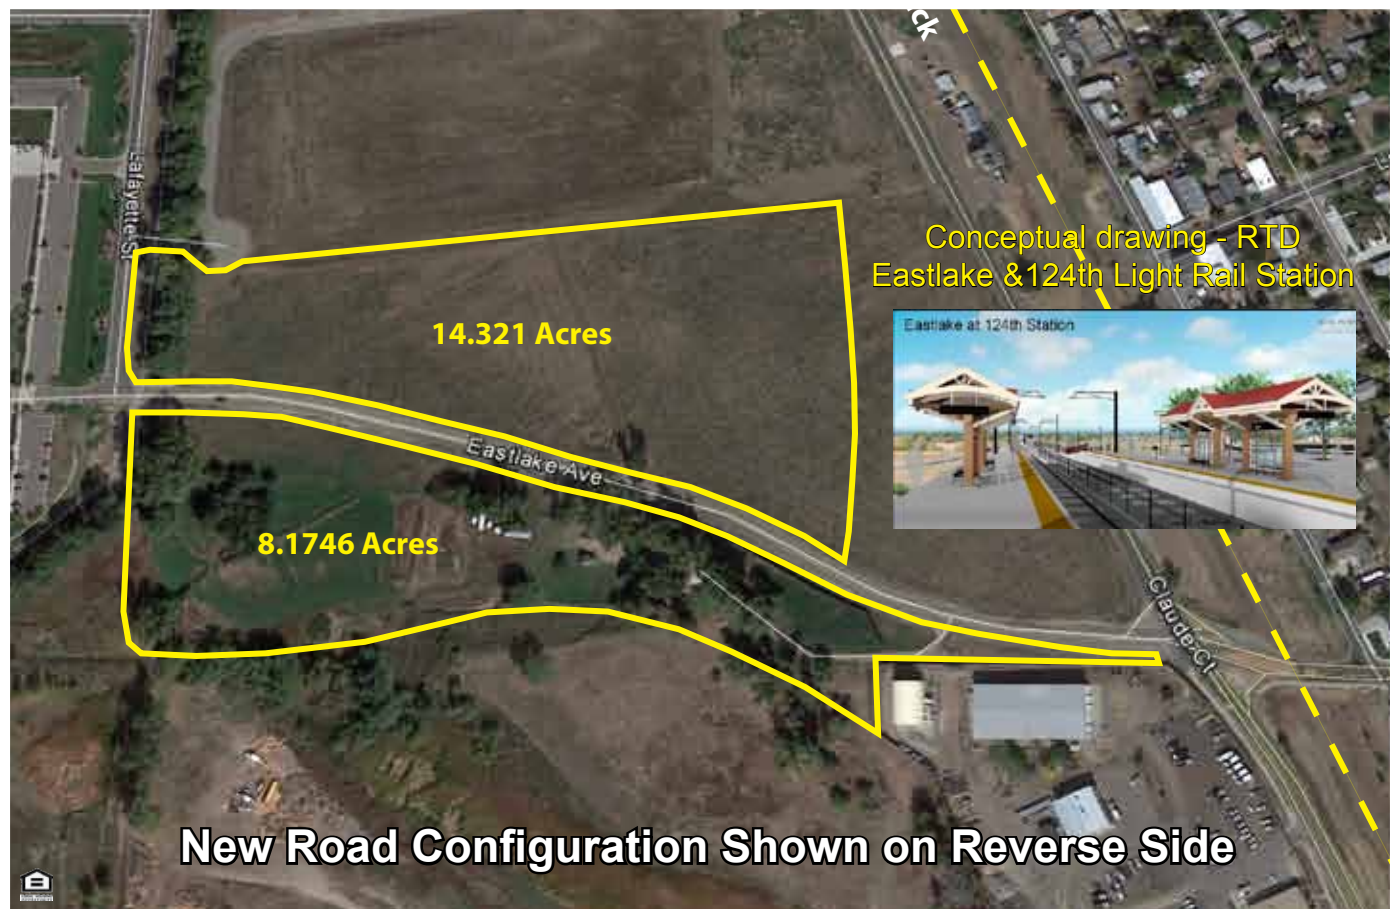 ck
Lafayette St
Conceptual drawing - RTD
Eastlake &124th Light Rail Station
Eastlake at 124th Station
14.321 Acres
Eastlake Ave
8.1746 Acres
Claude Ct
New Road Configuration Shown on Reverse Side